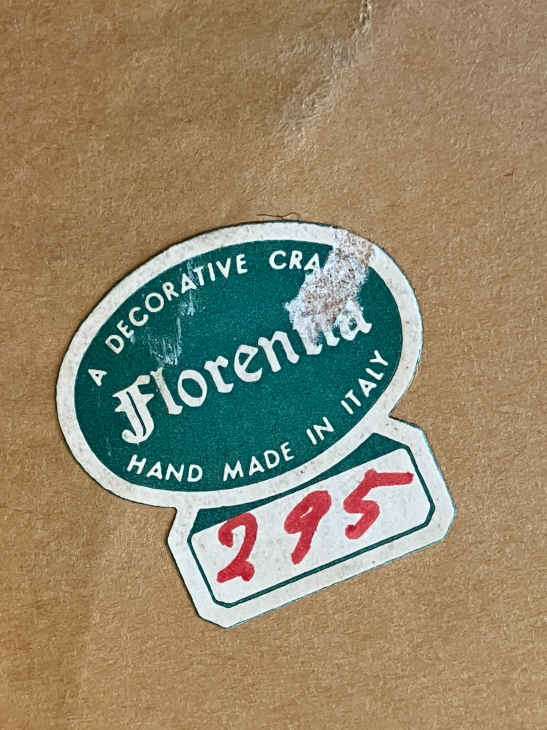 A DECORATIVE CRA
Florentia
HAND MADE IN ITALY
295